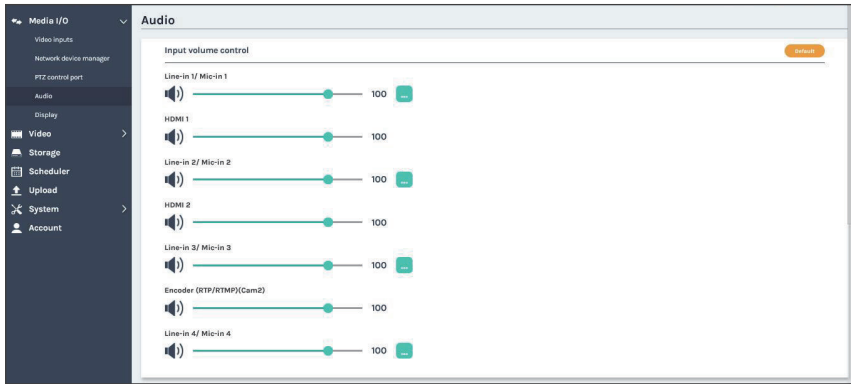 Media I/O
Video inputs
Network device manager
PTZ control port
Audio
Display
Video
Storage
Scheduler
Upload
System
Account
Audio
Input volume control
Default
Line-in 1/ Mic-in 1
100
HDMI 1
100
Line-in 2/ Mic-in 2
100
HDMI 2
100
Line-in 3/ Mic-in 3
100
Encoder (RTP/RTMP)(Cam2)
100
Line-in 4/ Mic-in 4
100